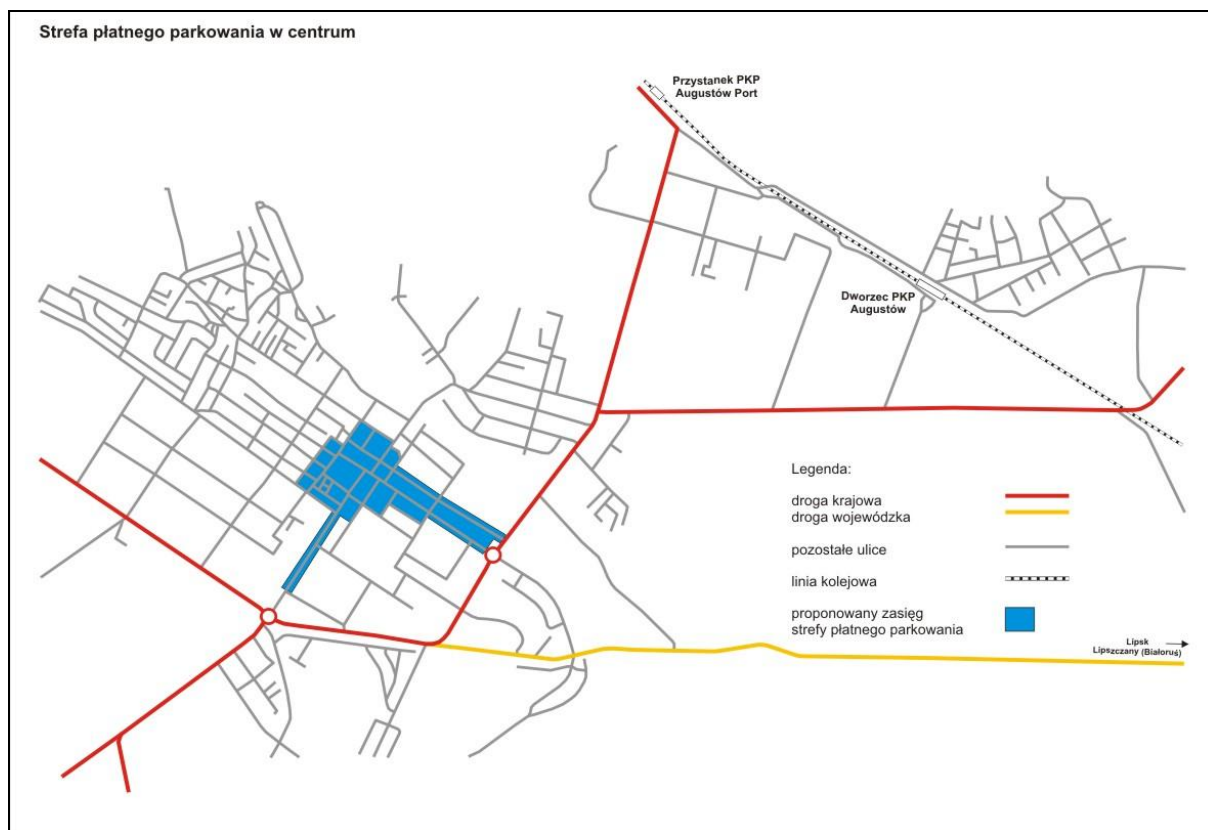 Strefa płatnego parkowania w centrum
Przystanek PKP
Augustów Port
Dworzec PKP
Augustów
Legenda:
droga krajowa
droga wojewódzka
pozostałe ulice
linia kolejowa
proponowany zasięg
strefy płatnego parkowania
Lipsk
Lipszczany (Białoruś)